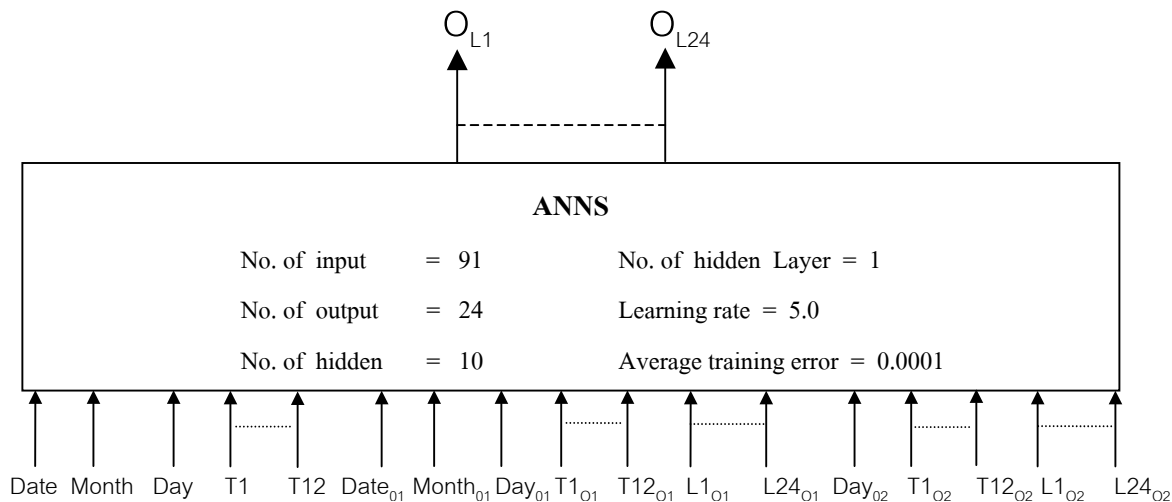 O_L1 O_L24
ANNS
No. of input = 91 No. of hidden Layer = 1
No. of output = 24 Learning rate = 5.0
No. of hidden = 10 Average training error = 0.0001
Date Month Day T1 T12 Date_01 Month_01 Day_01 T1_O1 T12_O1 L1_O1 L24_O1 Day_02 T1_O2 T12_O2 L1_O2 L24_O2